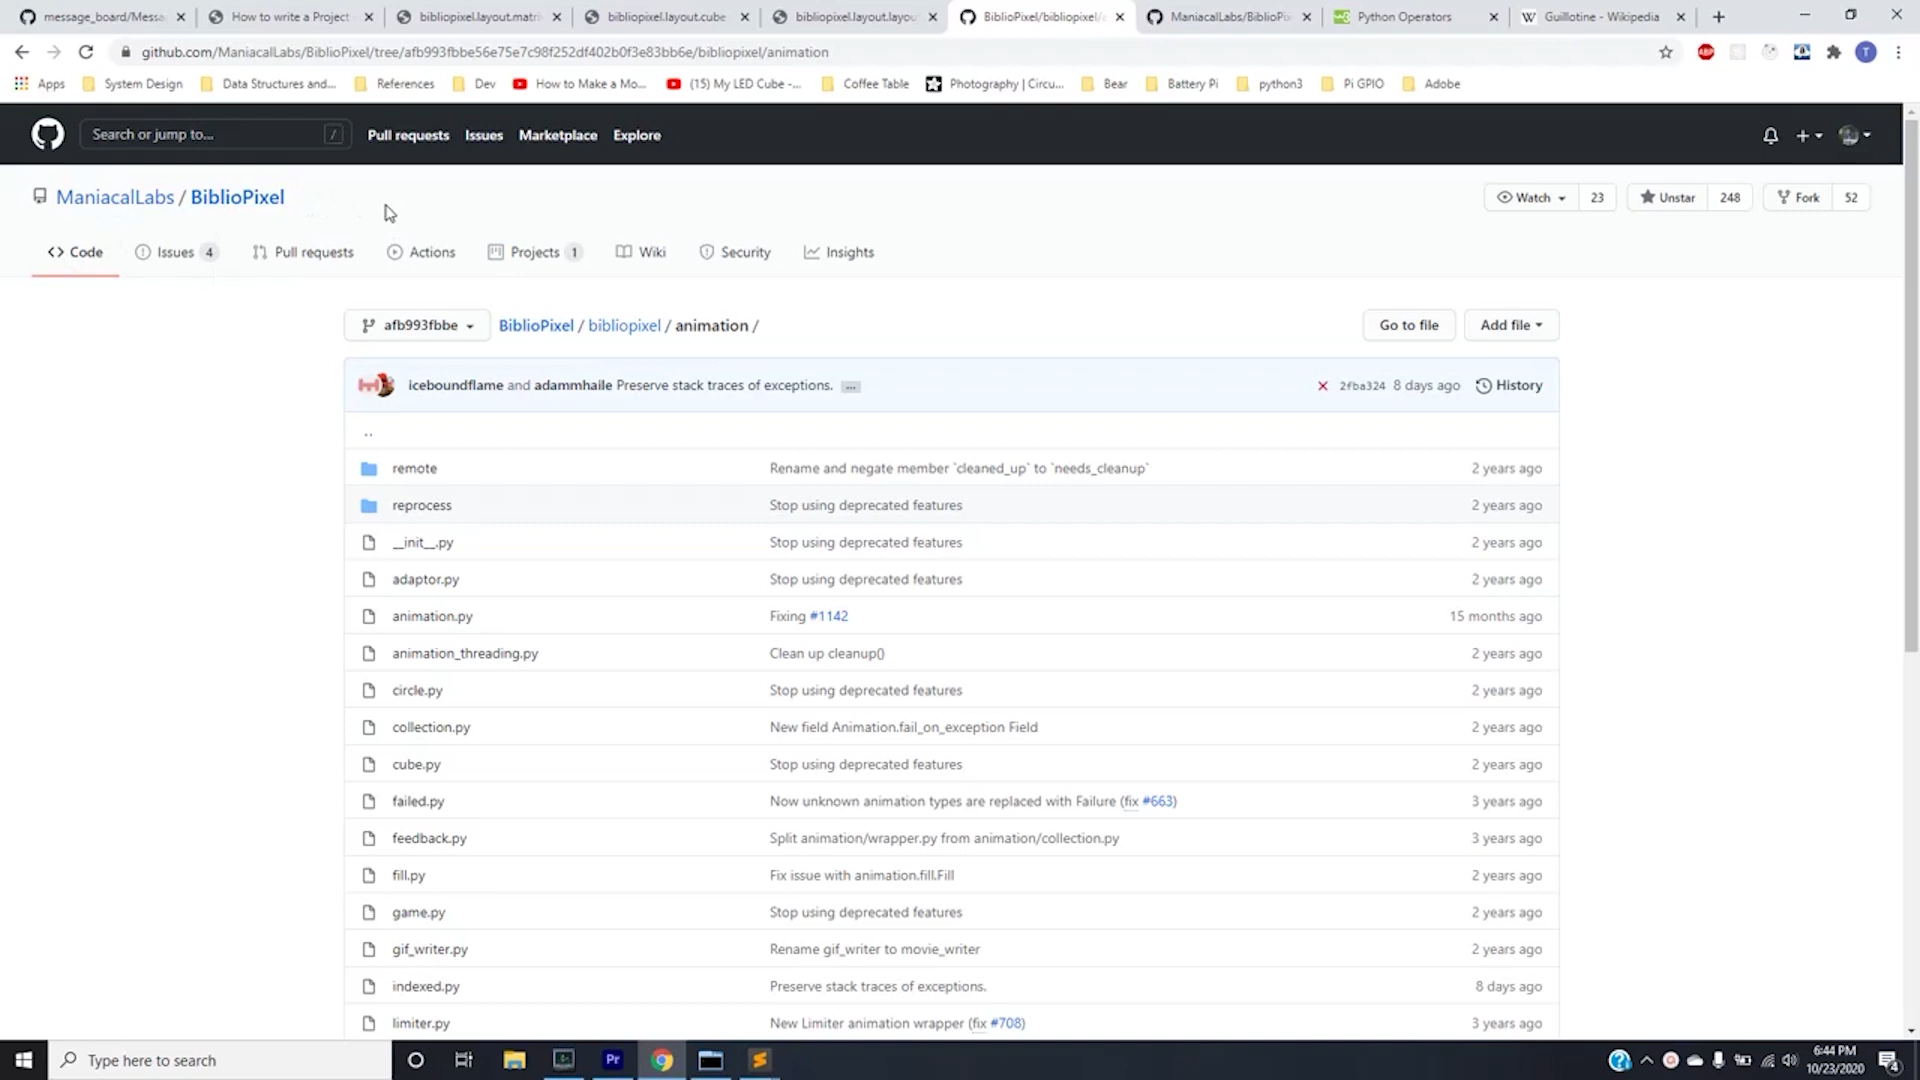 message_board/Messa
How to write a Project
bibliopixel.layout.matri
bibliopixel.layout.cube
bibliopixel.layout.layou
BiblioPixel/bibliopixel/
ManiacalLabs/BiblioPi
Python Operators
Guillotine - Wikipedia
github.com/ManiacalLabs/BiblioPixel/tree/afb993fbbe56e75e7c98f252df402b0f3e83bb6e/bibliopixel/animation
ABP
T
Apps
System Design
Data Structures and...
References
Dev
How to Make a Mo...
(15) My LED Cube -...
Coffee Table
Photography | Circu...
Bear
Battery Pi
python3
Pi GPIO
Adobe
Search or jump to...
/
Pull requests
Issues
Marketplace
Explore
ManiacalLabs / BiblioPixel
Watch 23
Unstar 248
Fork 52
Code
Issues 4
Pull requests
Actions
Projects 1
Wiki
Security
Insights
afb993fbbe
BiblioPixel / bibliopixel / animation /
Go to file
Add file
iceboundflame and adammhaile Preserve stack traces of exceptions. ...
2fba324 8 days ago
History
..
remote Rename and negate member `cleaned_up` to `needs_cleanup` 2 years ago
reprocess Stop using deprecated features 2 years ago
__init__.py Stop using deprecated features 2 years ago
adaptor.py Stop using deprecated features 2 years ago
animation.py Fixing #1142 15 months ago
animation_threading.py Clean up cleanup() 2 years ago
circle.py Stop using deprecated features 2 years ago
collection.py New field Animation.fail_on_exception Field 2 years ago
cube.py Stop using deprecated features 2 years ago
failed.py Now unknown animation types are replaced with Failure (fix #663) 3 years ago
feedback.py Split animation/wrapper.py from animation/collection.py 3 years ago
fill.py Fix issue with animation.fill.Fill 2 years ago
game.py Stop using deprecated features 2 years ago
gif_writer.py Rename gif_writer to movie_writer 2 years ago
indexed.py Preserve stack traces of exceptions. 8 days ago
limiter.py New Limiter animation wrapper (fix #708) 3 years ago
Type here to search
Pr
6:44 PM
10/23/2020
4